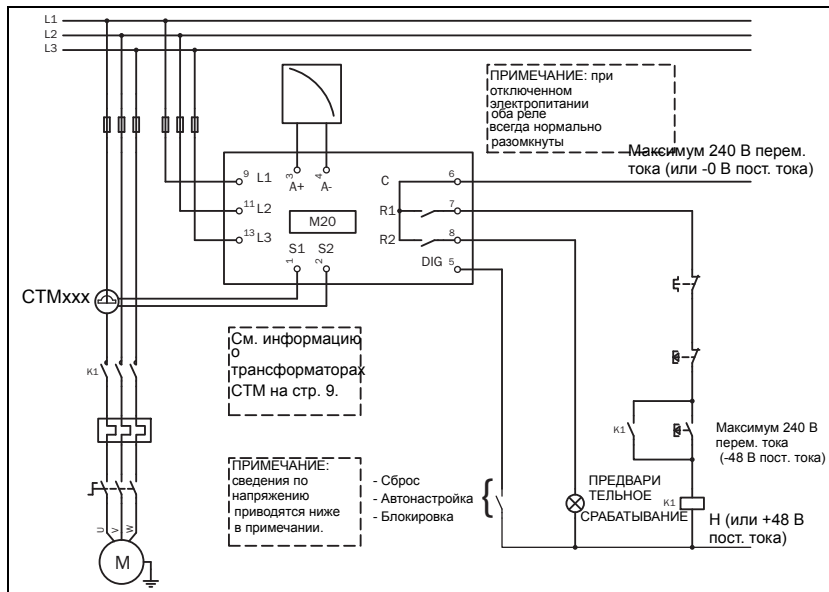 L1
L2
L3
ПРИМЕЧАНИЕ: при
отключенном
электропитании
оба реле
всегда нормально
разомкнуты
Максимум 240 В перем.
тока (или -0 В пост. тока)
9 L1
3 A+
4 A-
C 6
11 L2
M20
R1 7
13 L3
R2 8
S1 S2
1 2
DIG 5
CTMxxx
См. информацию
о
трансформаторах
CTM на стр. 9.
K1
K1
Максимум 240 В
перем. тока
(-48 В пост. тока)
ПРИМЕЧАНИЕ:
сведения по
напряжению
приводятся ниже
в примечании.
- Сброс
- Автонастройка
- Блокировка
ПРЕДВАРИ
ТЕЛЬНОЕ
СРАБАТЫВАНИЕ
K1
Н (или +48 В
пост. тока)
U V W
M